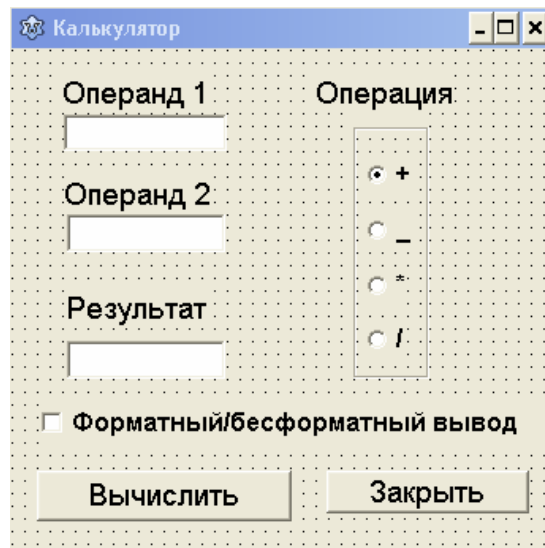 Калькулятор
Операнд 1
Операция
+
Операнд 2
_
*
Результат
/
Форматный/бесформатный вывод
Вычислить
Закрыть